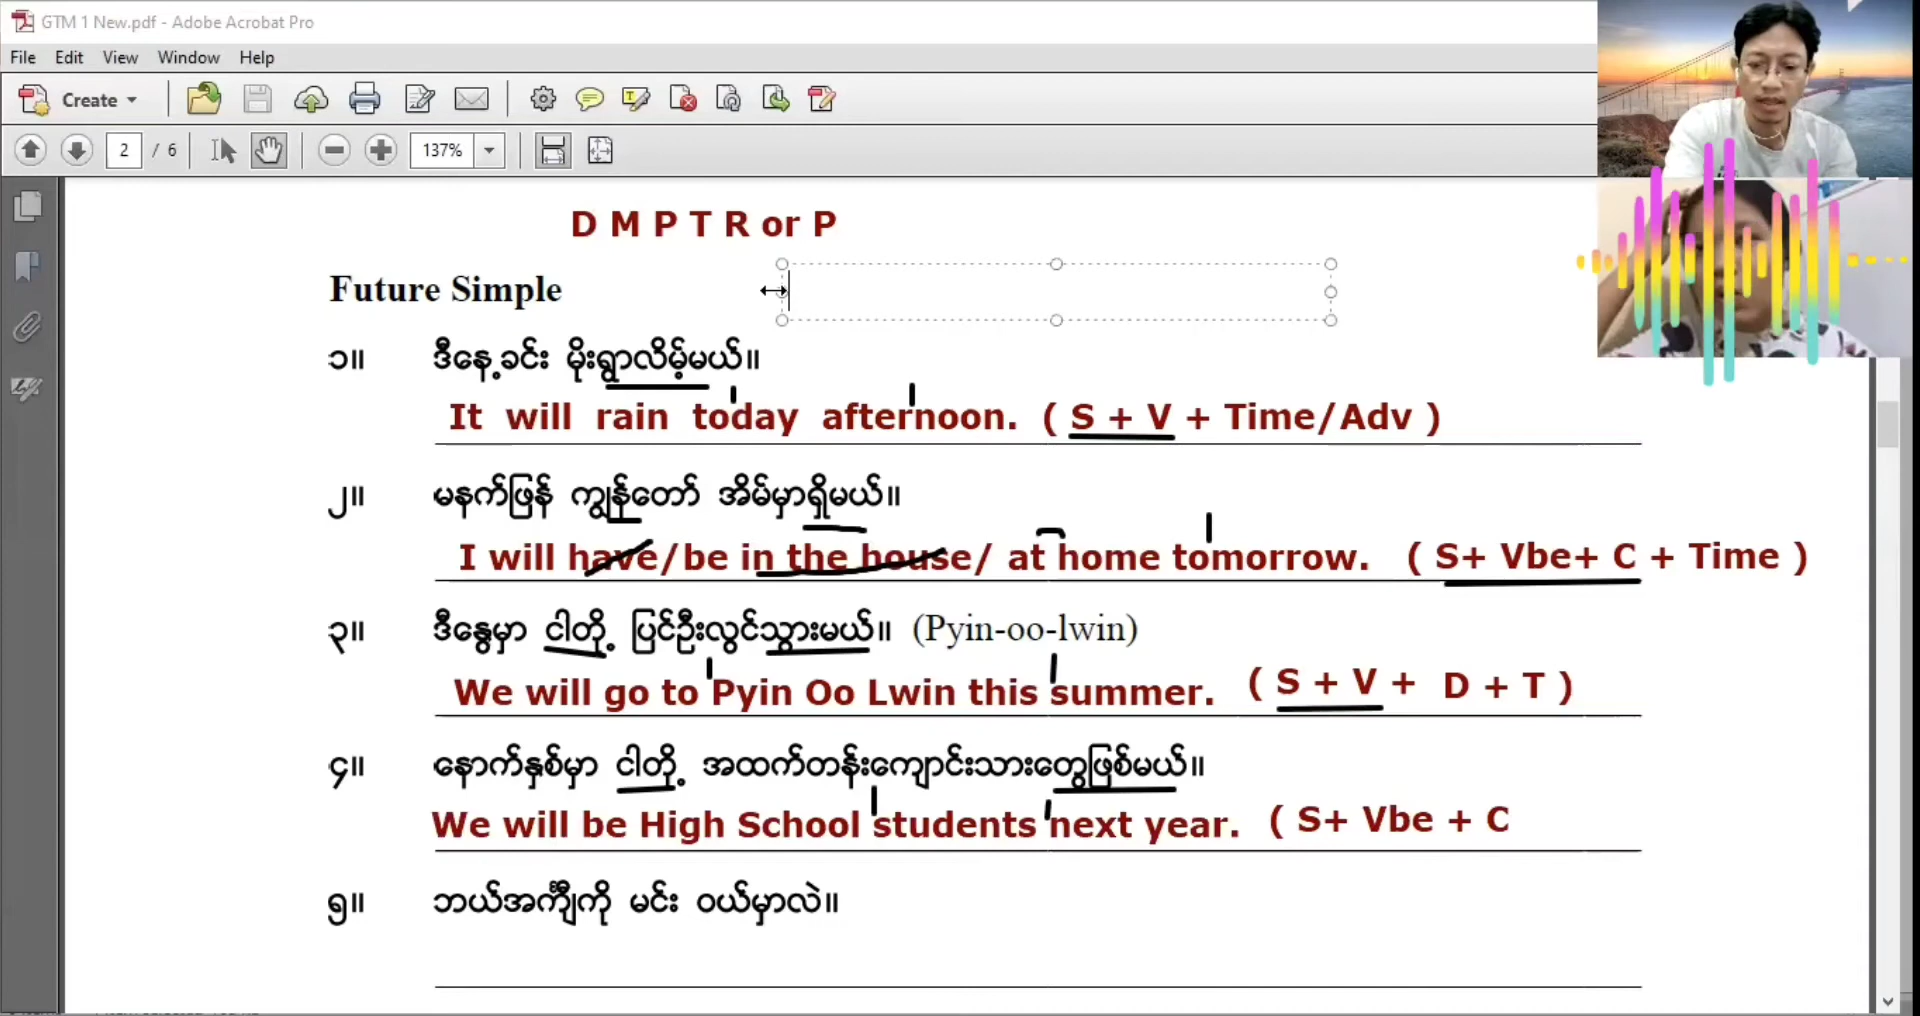 GTM 1 New.pdf - Adobe Acrobat Pro
File Edit View Window Help
Create
2 / 6 137%
D M P T R or P
Future Simple
၁။ ဒီနေ့ခင်း မိုးရွာလိမ့်မယ်။
It will rain today afternoon. ( S + V + Time/Adv )
၂။ မနက်ဖြန် ကျွန်တော် အိမ်မှာရှိမယ်။
I will have/be in the house/ at home tomorrow. ( S+ Vbe+ C + Time )
၃။ ဒီနွေမှာ ငါတို့ ပြင်ဦးလွင်သွားမယ်။ (Pyin-oo-lwin)
We will go to Pyin Oo Lwin this summer. ( S + V + D + T )
၄။ နောက်နှစ်မှာ ငါတို့ အထက်တန်းကျောင်းသားတွေဖြစ်မယ်။
We will be High School students next year. ( S+ Vbe + C
၅။ ဘယ်အင်္ကျီကို မင်း ဝယ်မှာလဲ။